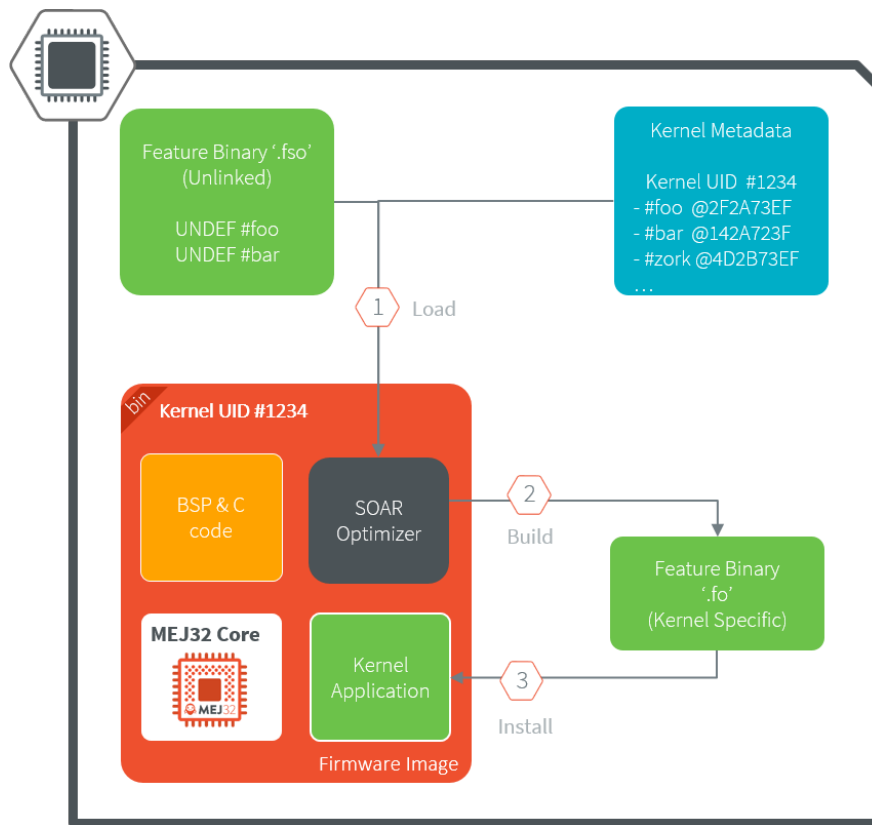 Feature Binary ‘.fso’
(Unlinked)
UNDEF #foo
UNDEF #bar
Kernel Metadata
Kernel UID #1234
- #foo @2F2A73EF
- #bar @142A723F
- #zork @4D2B73EF
...
1
Load
bin
Kernel UID #1234
BSP & C
code
SOAR
Optimizer
2
Build
Feature Binary
‘.fo’
(Kernel Specific)
MEJ32 Core
MEJ32
Kernel
Application
3
Install
Firmware Image